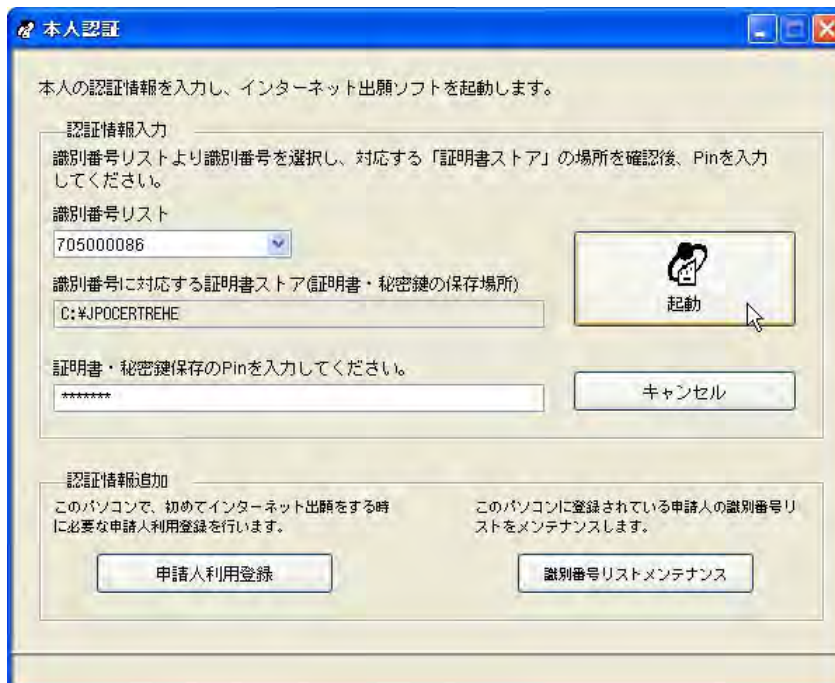 本人認証
本人の認証情報を入力し、インターネット出願ソフトを起動します。
認証情報入力
識別番号リストより識別番号を選択し、対応する「証明書ストア」の場所を確認後、Pinを入力
してください。
識別番号リスト
705000086
識別番号に対応する証明書ストア(証明書・秘密鍵の保存場所)
C:¥JPOCERTREHE
起動
証明書・秘密鍵保存のPinを入力してください。
*******
キャンセル
認証情報追加
このパソコンで、初めてインターネット出願をする時
に必要な申請人利用登録を行います。
申請人利用登録
このパソコンに登録されている申請人の識別番号リ
ストをメンテナンスします。
識別番号リストメンテナンス